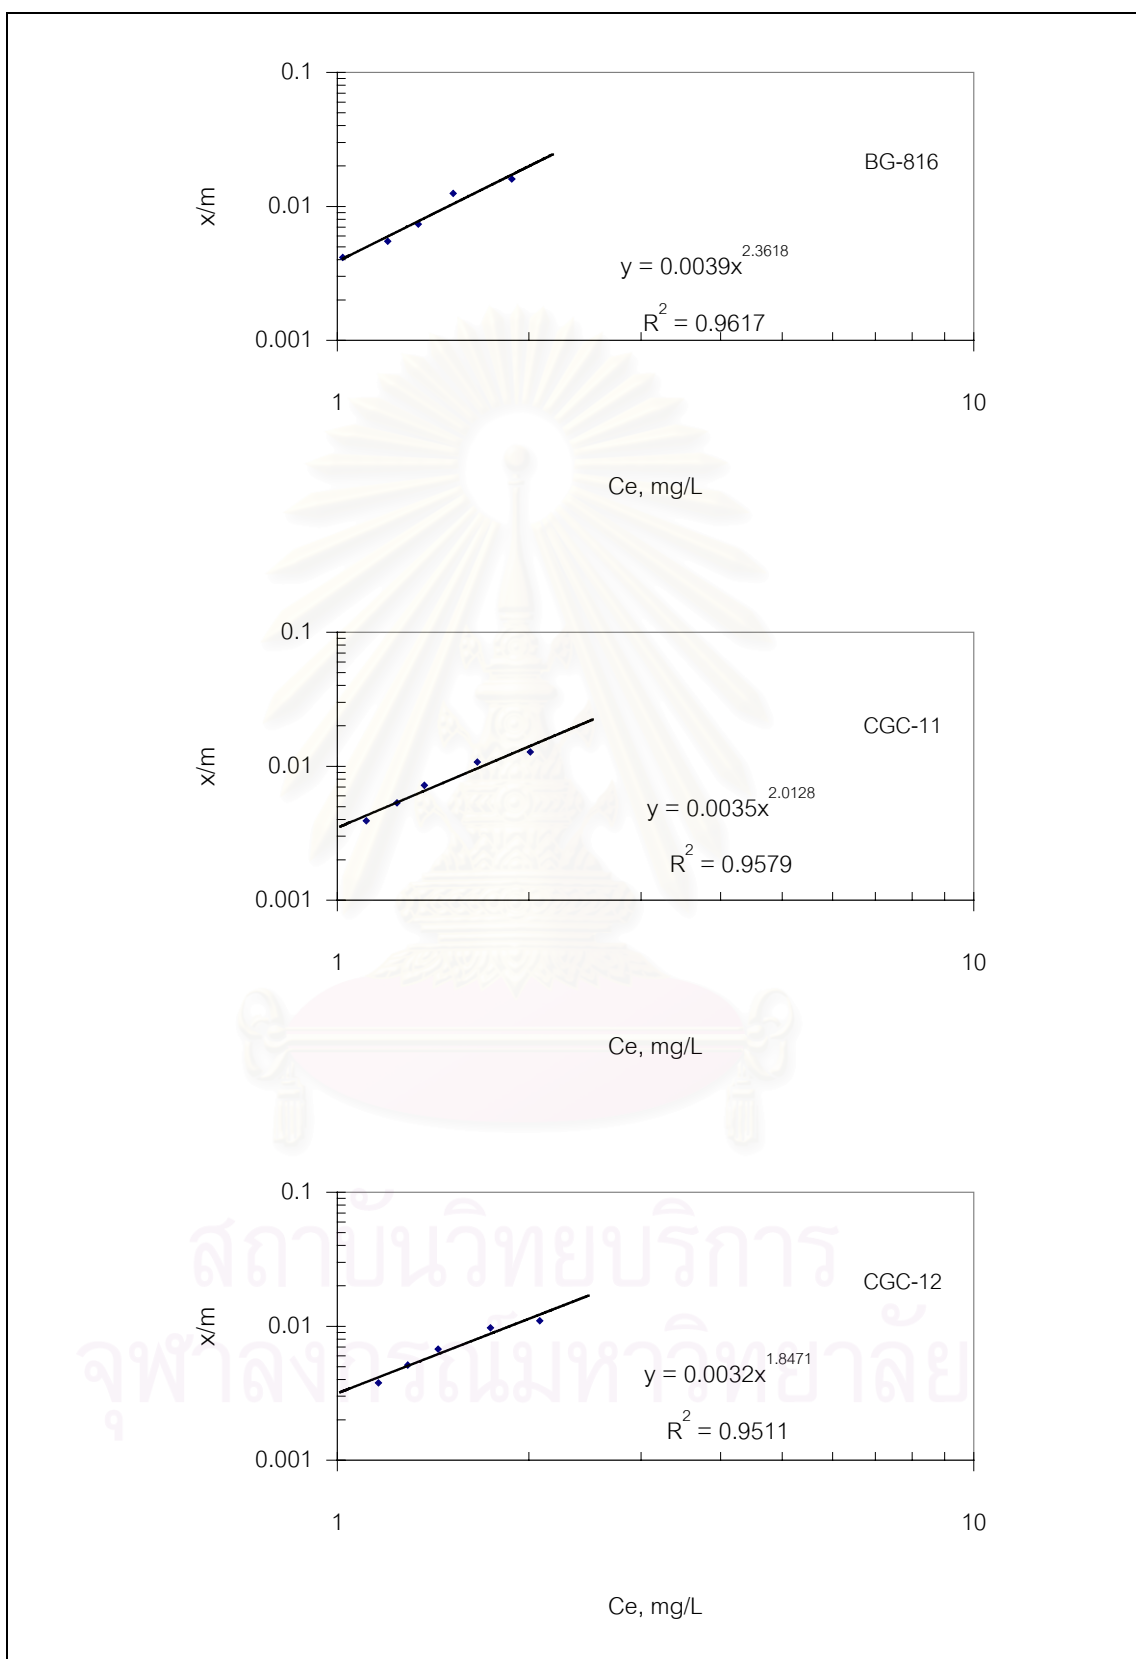 0.1
BG-816
x/m
0.01
y = 0.0039x^2.3618
R^2 = 0.9617
0.001
1 10
Ce, mg/L
0.1
CGC-11
x/m
0.01
y = 0.0035x^2.0128
R^2 = 0.9579
0.001
1 10
Ce, mg/L
0.1
สถาบันวิทยบริการ
CGC-12
x/m
0.01
จุฬาลงกรณ์มหาวิทยาลัย
y = 0.0032x^1.8471
R^2 = 0.9511
0.001
1 10
Ce, mg/L